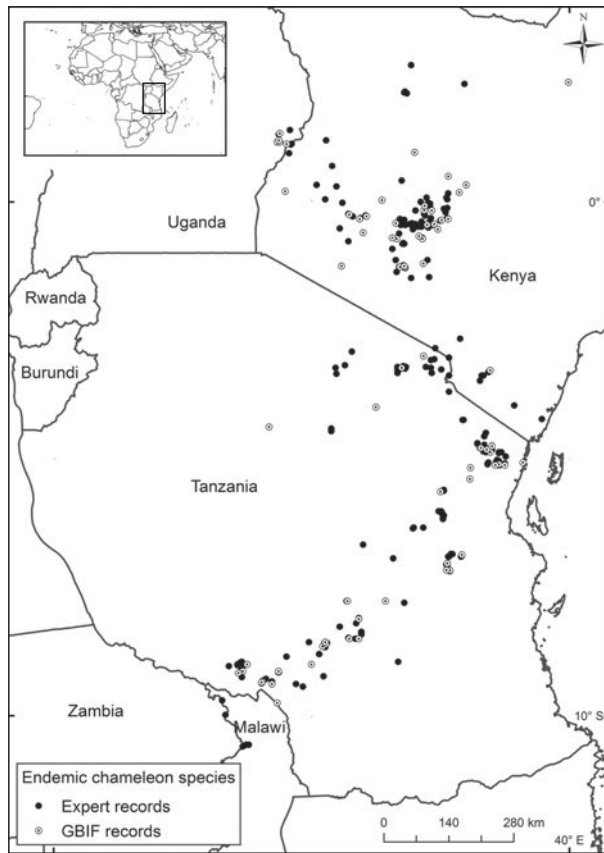 N
0°
Uganda
Kenya
Rwanda
Burundi
Tanzania
Zambia
Malawi
10° S
Endemic chameleon species
Expert records
GBIF records
0 140 280 km
40° E